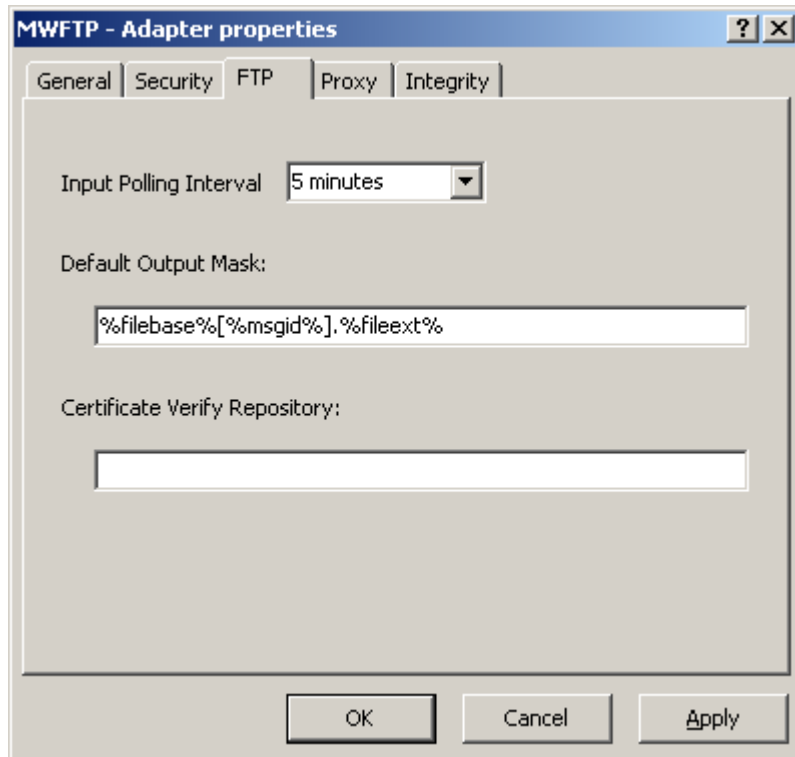 MWFTP - Adapter properties
General Security FTP Proxy Integrity
Input Polling Interval 5 minutes
Default Output Mask:
%filebase%[%msgid%].%fileext%
Certificate Verify Repository:
OK Cancel Apply